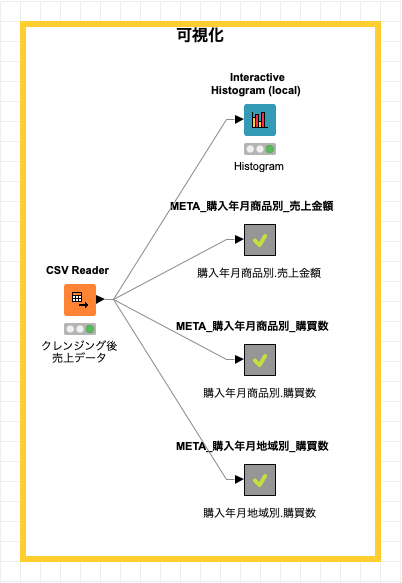 可視化
Interactive
Histogram (local)
Histogram
META_購入年月商品別_売上金額
購入年月商品別.売上金額
CSV Reader
クレンジング後
売上データ
META_購入年月商品別_購買数
購入年月商品別.購買数
META_購入年月地域別_購買数
購入年月地域別.購買数